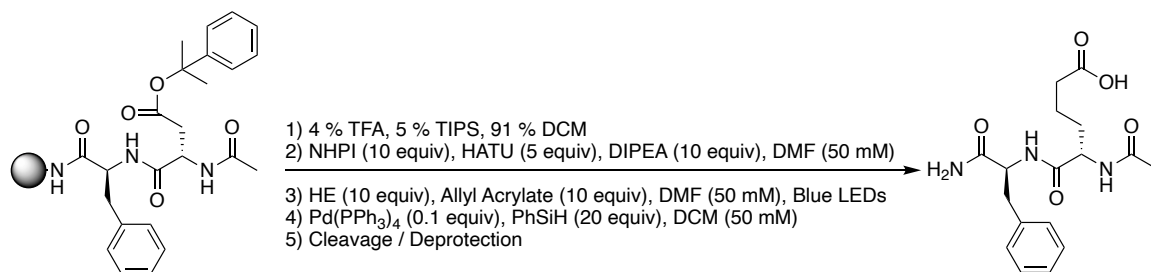 1) 4 % TFA, 5 % TIPS, 91 % DCM
2) NHPI (10 equiv), HATU (5 equiv), DIPEA (10 equiv), DMF (50 mM)
3) HE (10 equiv), Allyl Acrylate (10 equiv), DMF (50 mM), Blue LEDs
4) Pd(PPh3)4 (0.1 equiv), PhSiH (20 equiv), DCM (50 mM)
5) Cleavage / Deprotection
O
O
O
N
H
H
N
O
N
H
O
O
OH
O
H2N
H
N
O
N
H
O